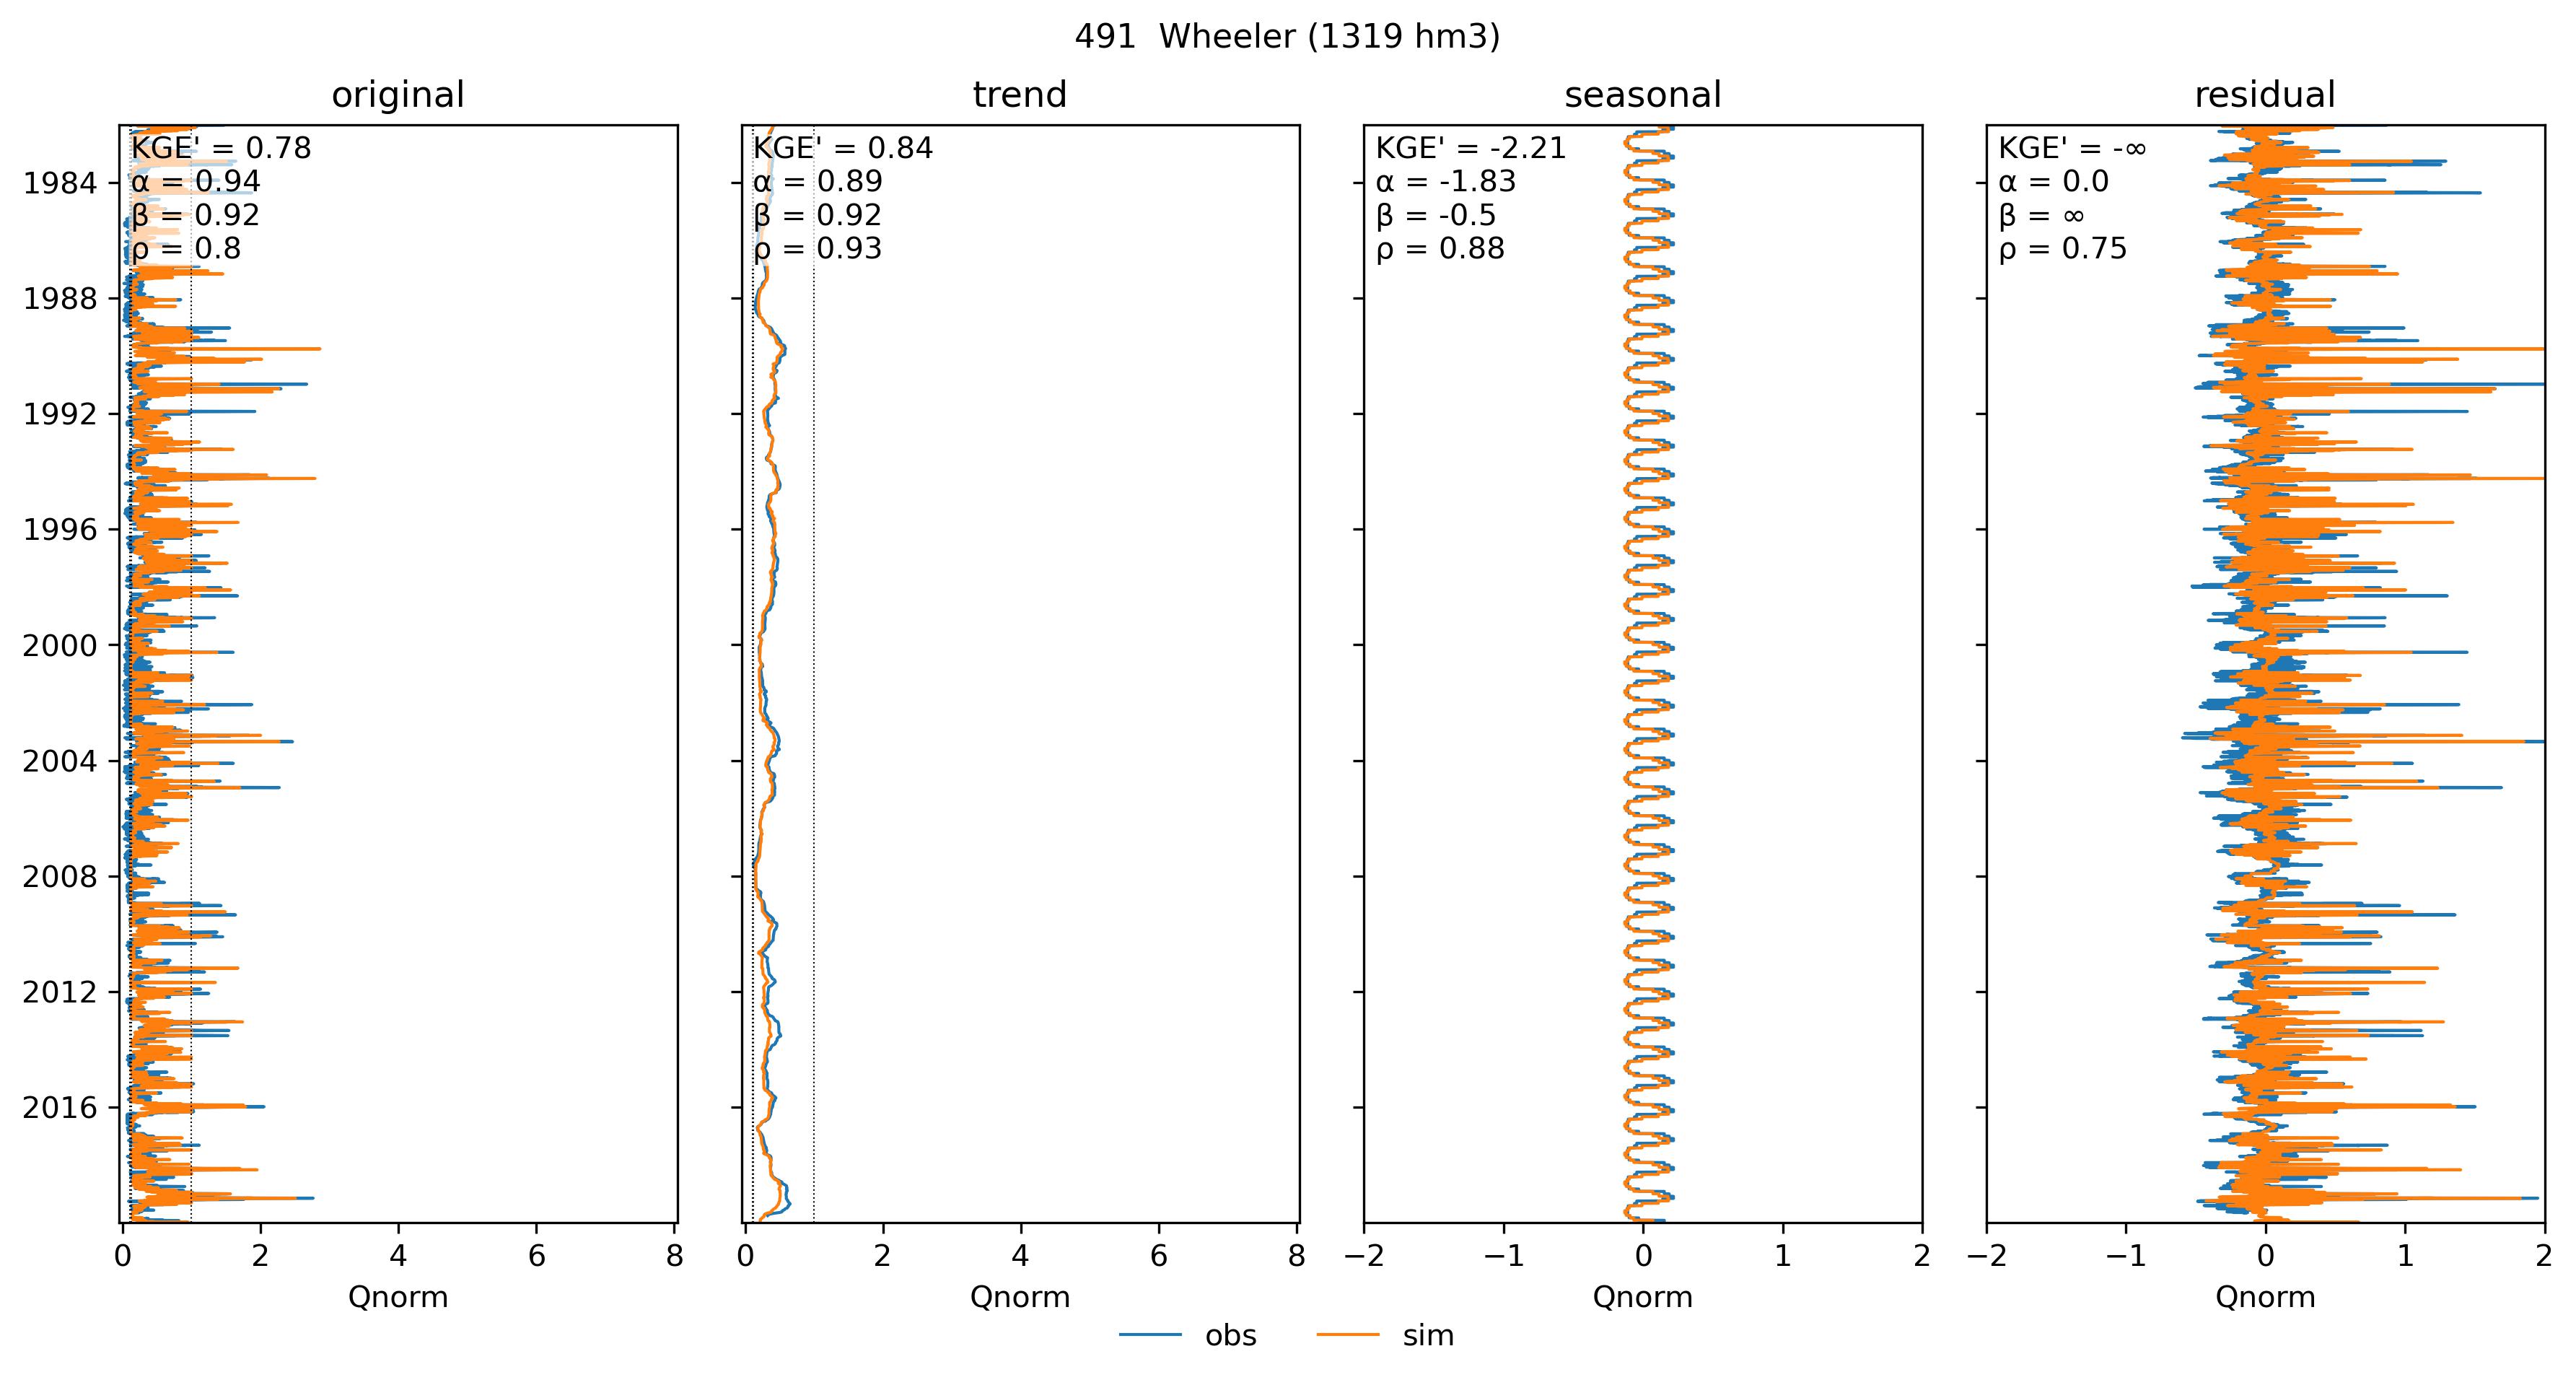 491  Wheeler (1319 hm3)
original
trend
seasonal
residual
KGE' = 0.78
α = 0.94
β = 0.92
ρ = 0.8
KGE' = 0.84
α = 0.89
β = 0.92
ρ = 0.93
KGE' = -2.21
α = -1.83
β = -0.5
ρ = 0.88
KGE' = -∞
α = 0.0
β = ∞
ρ = 0.75
1984
1988
1992
1996
2000
2004
2008
2012
2016
0 2 4 6 8
0 2 4 6 8
−2 −1 0 1 2
−2 −1 0 1 2
Qnorm
Qnorm
Qnorm
Qnorm
obs
sim